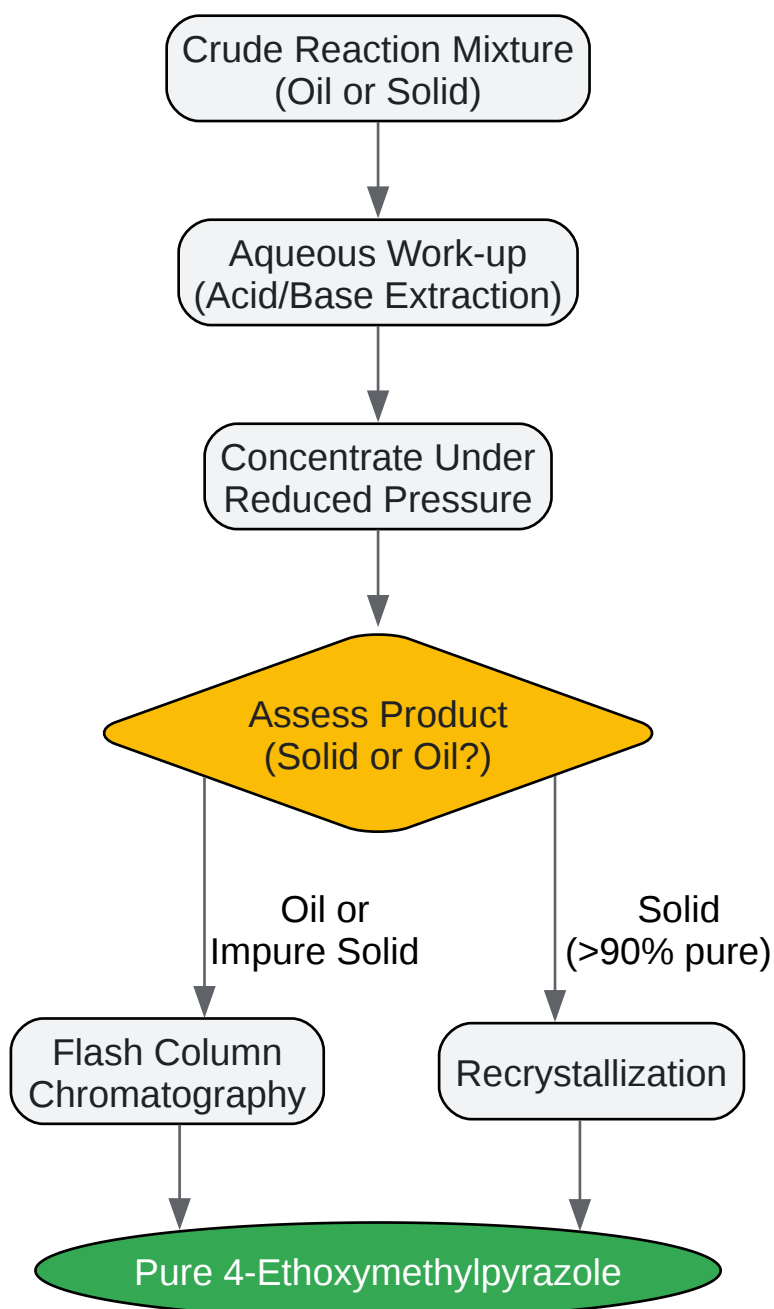 Crude Reaction Mixture
(Oil or Solid)
Aqueous Work-up
(Acid/Base Extraction)
Concentrate Under
Reduced Pressure
Assess Product
(Solid or Oil?)
Oil or
Impure Solid
Solid
(>90% pure)
Flash Column
Chromatography
Recrystallization
Pure 4-Ethoxymethylpyrazole